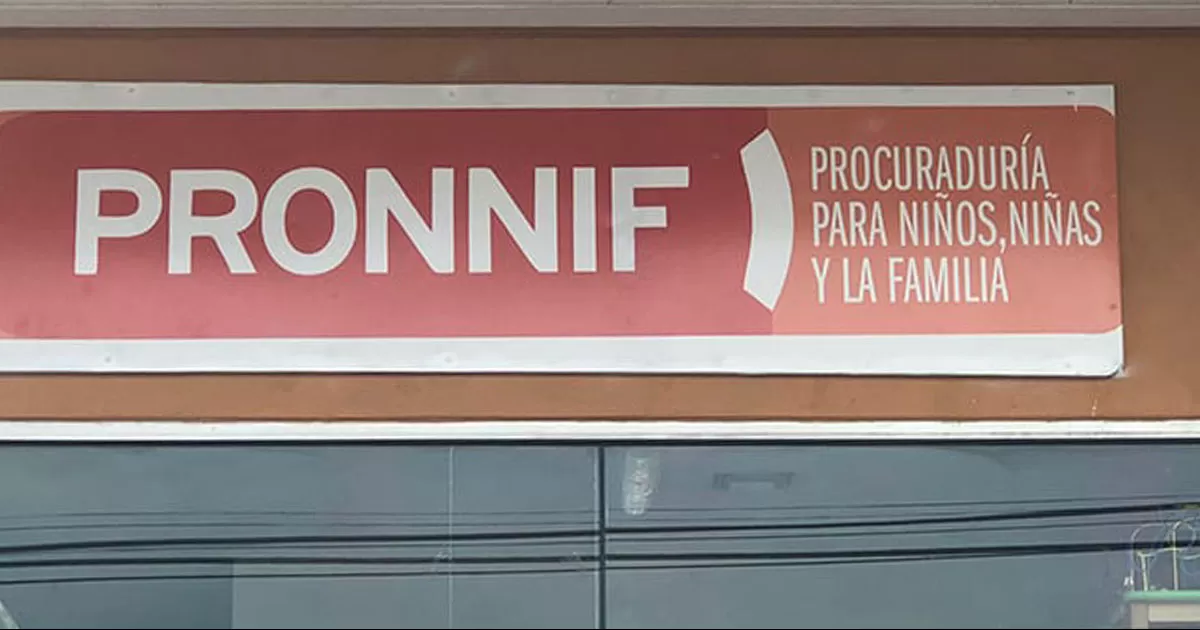 PRONNIF
PROCURADURÍA
PARA NIÑOS,NIÑAS
Y LA FAMILIA